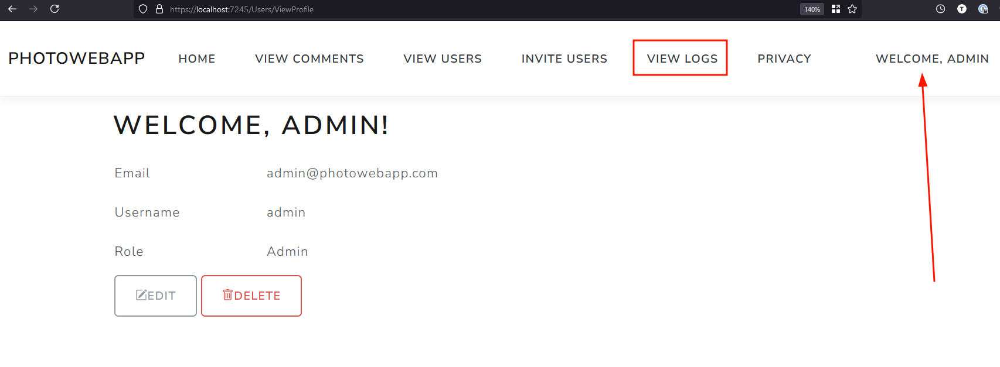 https://localhost:7245/Users/ViewProfile 140% T
PHOTOWEBAPP HOME VIEW COMMENTS VIEW USERS INVITE USERS VIEW LOGS PRIVACY WELCOME, ADMIN
WELCOME, ADMIN!
Email admin@photowebapp.com
Username admin
Role Admin
EDIT DELETE